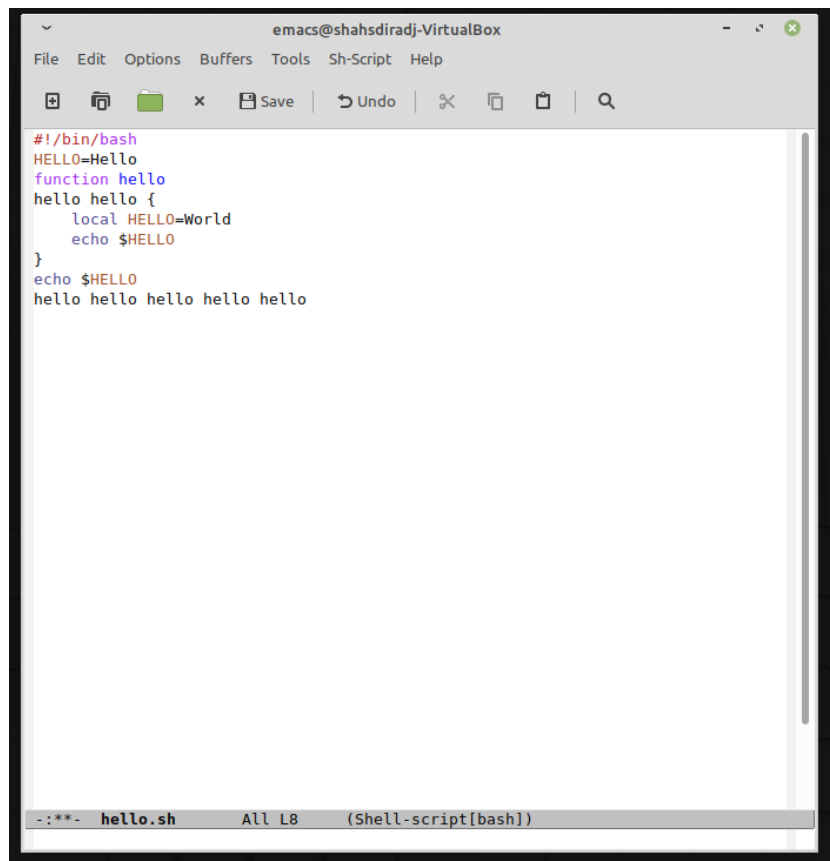 emacs@shahsdiradj-VirtualBox
File Edit Options Buffers Tools Sh-Script Help
Save Undo
#!/bin/bash
HELLO=Hello
function hello
hello hello {
    local HELLO=World
    echo $HELLO
}
echo $HELLO
hello hello hello hello hello
-:**-  hello.sh       All L8     (Shell-script[bash])